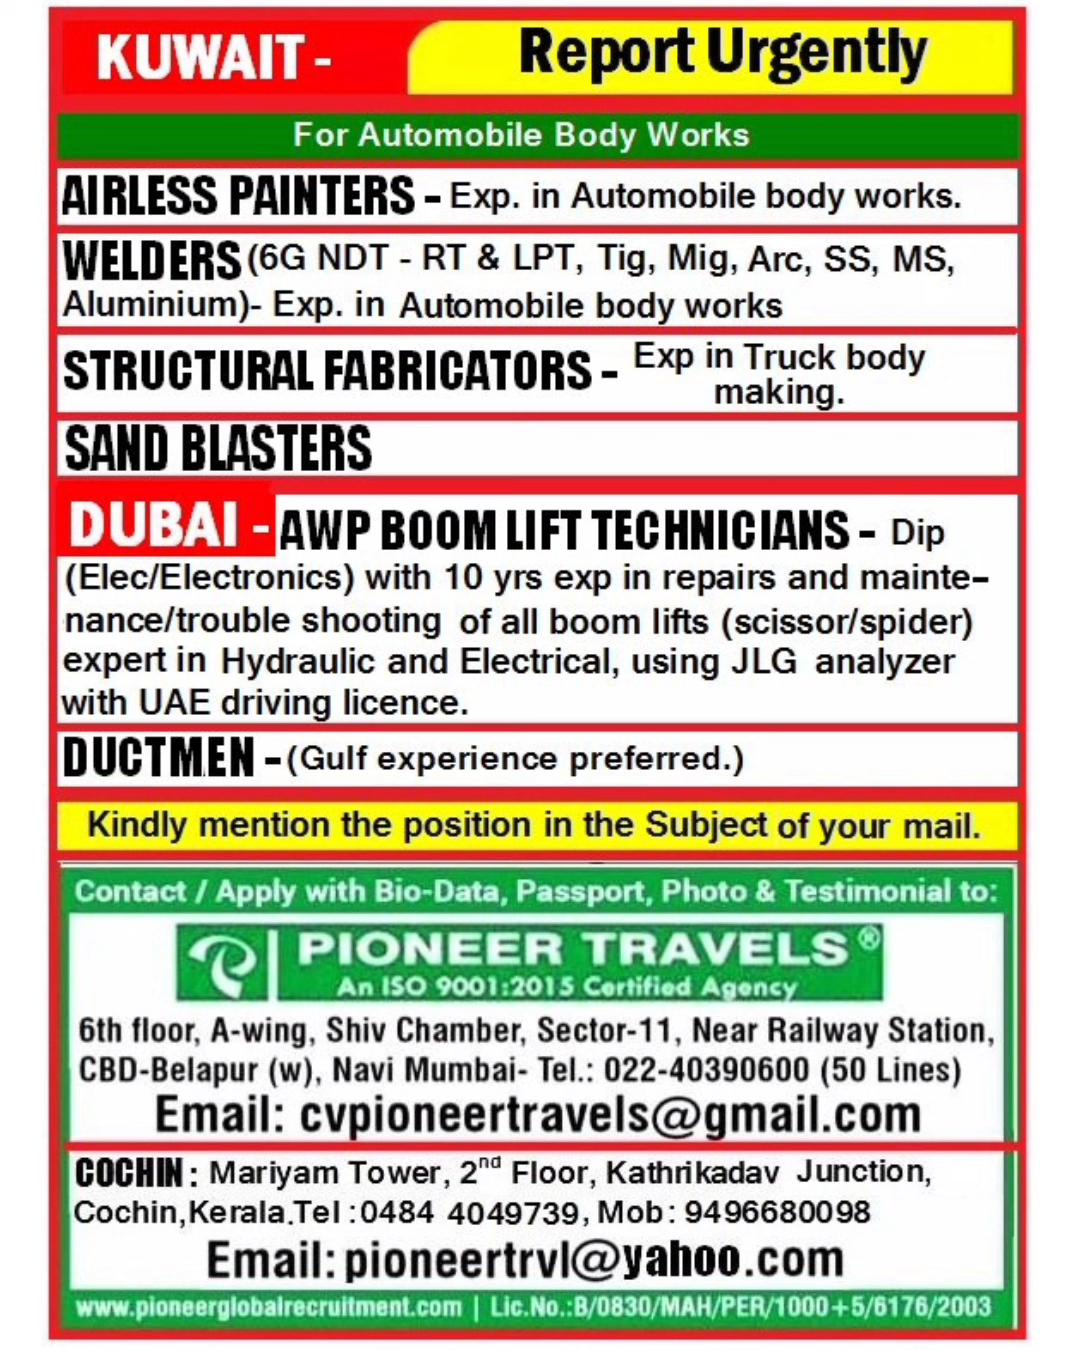 KUWAIT - Report Urgently
For Automobile Body Works
AIRLESS PAINTERS - Exp. in Automobile body works.
WELDERS (6G NDT - RT & LPT, Tig, Mig, Arc, SS, MS,
Aluminium)- Exp. in Automobile body works
STRUCTURAL FABRICATORS - Exp in Truck body
making.
SAND BLASTERS
DUBAI - AWP BOOM LIFT TECHNICIANS - Dip
(Elec/Electronics) with 10 yrs exp in repairs and mainte-
nance/trouble shooting of all boom lifts (scissor/spider)
expert in Hydraulic and Electrical, using JLG analyzer
with UAE driving licence.
DUCTMEN - (Gulf experience preferred.)
Kindly mention the position in the Subject of your mail.
Contact / Apply with Bio-Data, Passport, Photo & Testimonial to:
PIONEER TRAVELS ®
An ISO 9001:2015 Certified Agency
6th floor, A-wing, Shiv Chamber, Sector-11, Near Railway Station,
CBD-Belapur (w), Navi Mumbai- Tel.: 022-40390600 (50 Lines)
Email: cvpioneertravels@gmail.com
COCHIN : Mariyam Tower, 2nd Floor, Kathrikadav Junction,
Cochin,Kerala.Tel :0484 4049739, Mob: 9496680098
Email: pioneertrvl@yahoo.com
www.pioneerglobalrecruitment.com | Lic.No.:B/0830/MAH/PER/1000+5/6176/2003